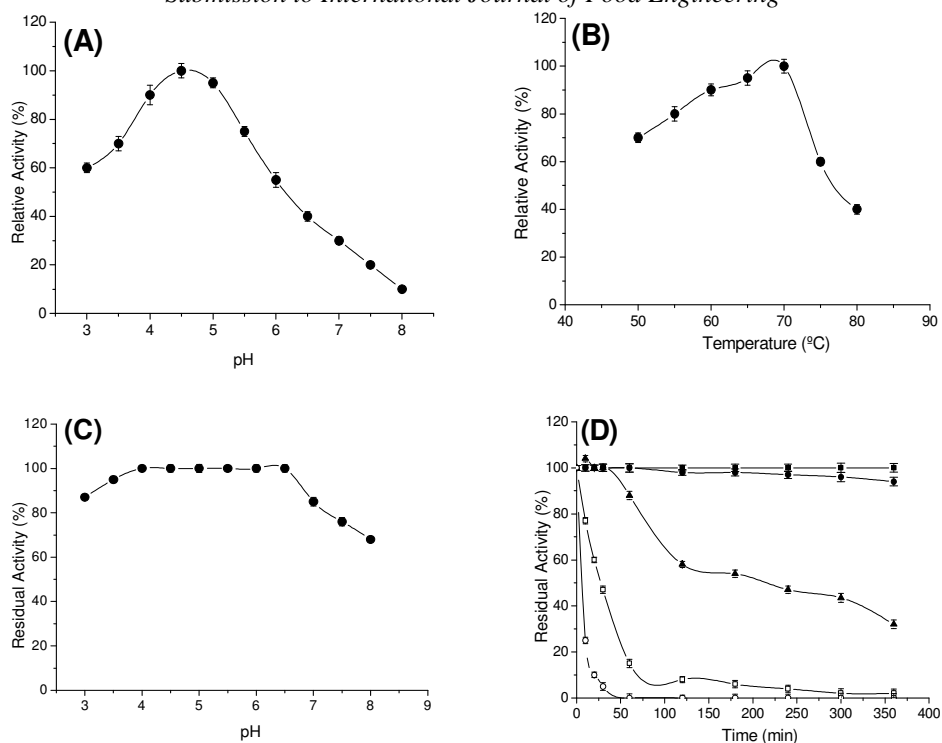 Submission to International Journal of Food Engineering
(A)
120
100
80
60
40
20
0
Relative Activity (%)
3 4 5 6 7 8
pH
(B)
120
100
80
60
40
20
0
Relative Activity (%)
40 50 60 70 80 90
Temperature (ºC)
(C)
120
100
80
60
40
20
0
Residual Activity (%)
3 4 5 6 7 8 9
pH
(D)
120
100
80
60
40
20
0
Residual Activity (%)
0 50 100 150 200 250 300 350 400
Time (min)